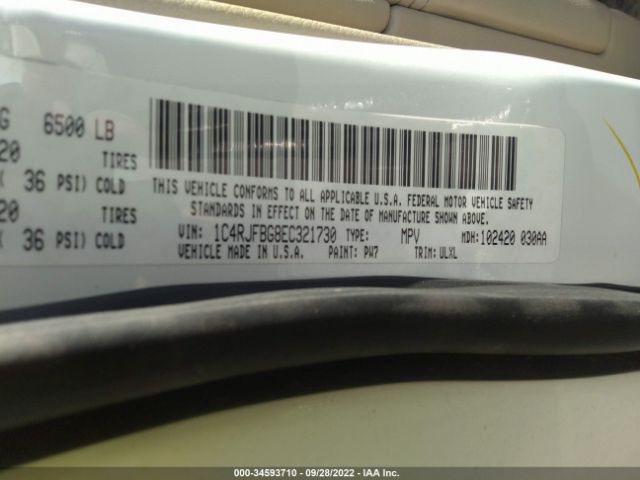 G 6500 LB
20 TIRES
( 36 PSI) COLD
20 TIRES
( 36 PSI) COLD
THIS VEHICLE CONFORMS TO ALL APPLICABLE U.S.A. FEDERAL MOTOR VEHICLE SAFETY
STANDARDS IN EFFECT ON THE DATE OF MANUFACTURE SHOWN ABOVE.
VIN: 1C4RJFBG8EC321730 TYPE: MPV MDH: 102420 030AA
VEHICLE MADE IN U.S.A. PAINT: PW7 TRIM: ULXL
000-34593710 - 09/28/2022 - IAA Inc.